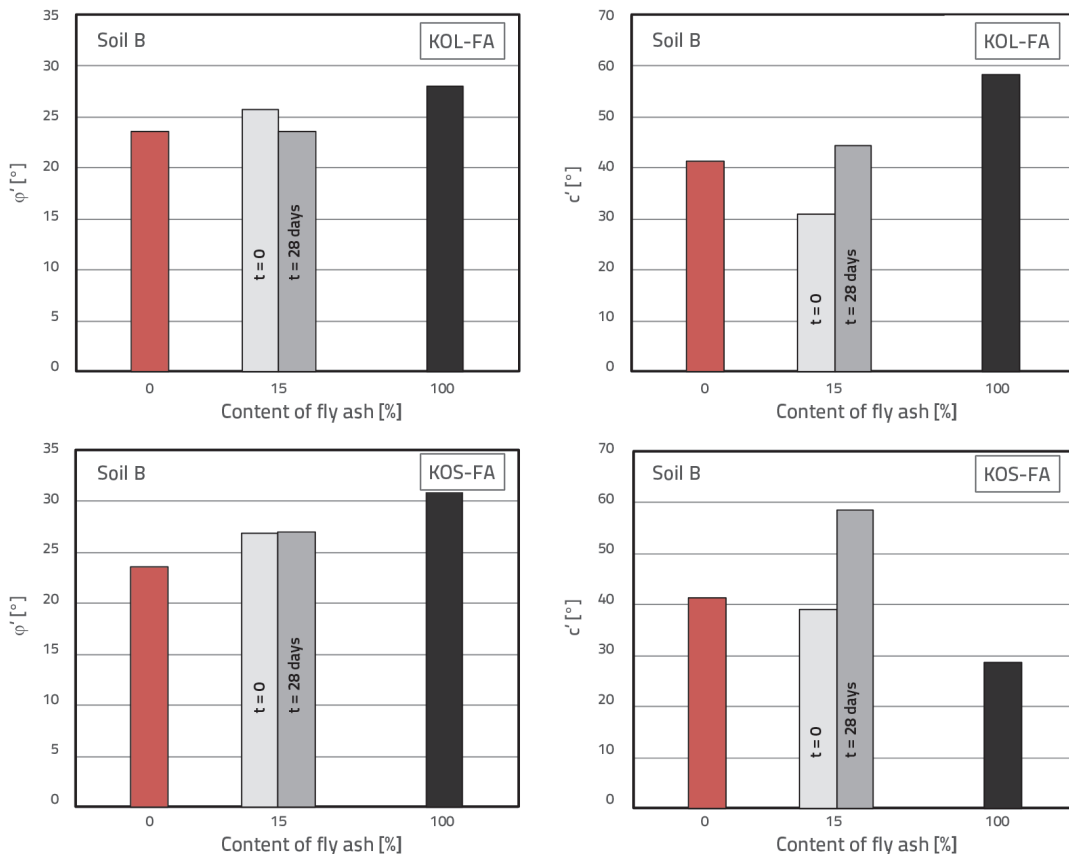 35
30
25
20
15
10
5
0
φ′ [°]
Soil B
KOL-FA
t = 0
t = 28 days
0
15
100
Content of fly ash [%]
70
60
50
40
30
20
10
0
c′ [°]
Soil B
KOL-FA
t = 0
t = 28 days
0
15
100
Content of fly ash [%]
35
30
25
20
15
10
5
0
φ′ [°]
Soil B
KOS-FA
t = 0
t = 28 days
0
15
100
Content of fly ash [%]
70
60
50
40
30
20
10
0
c′ [°]
Soil B
KOS-FA
t = 0
t = 28 days
0
15
100
Content of fly ash [%]